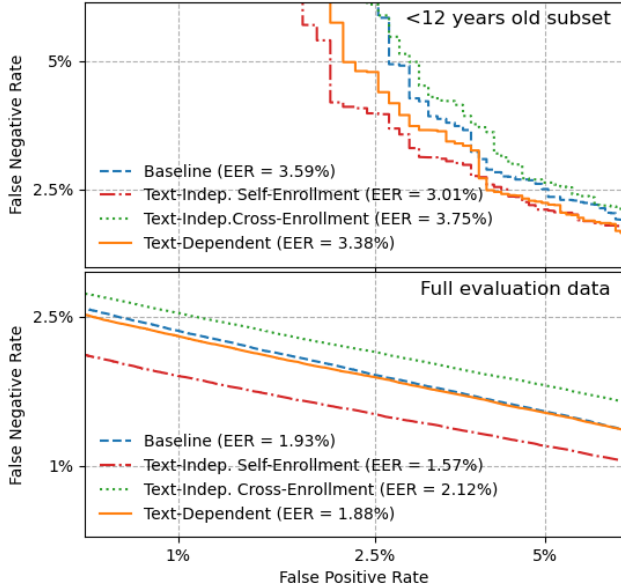 <12 years old subset
5%
2.5%
False Negative Rate
Baseline (EER = 3.59%)
Text-Indep. Self-Enrollment (EER = 3.01%)
Text-Indep.Cross-Enrollment (EER = 3.75%)
Text-Dependent (EER = 3.38%)
Full evaluation data
2.5%
1%
False Negative Rate
Baseline (EER = 1.93%)
Text-Indep. Self-Enrollment (EER = 1.57%)
Text-Indep. Cross-Enrollment (EER = 2.12%)
Text-Dependent (EER = 1.88%)
1% 2.5% 5%
False Positive Rate